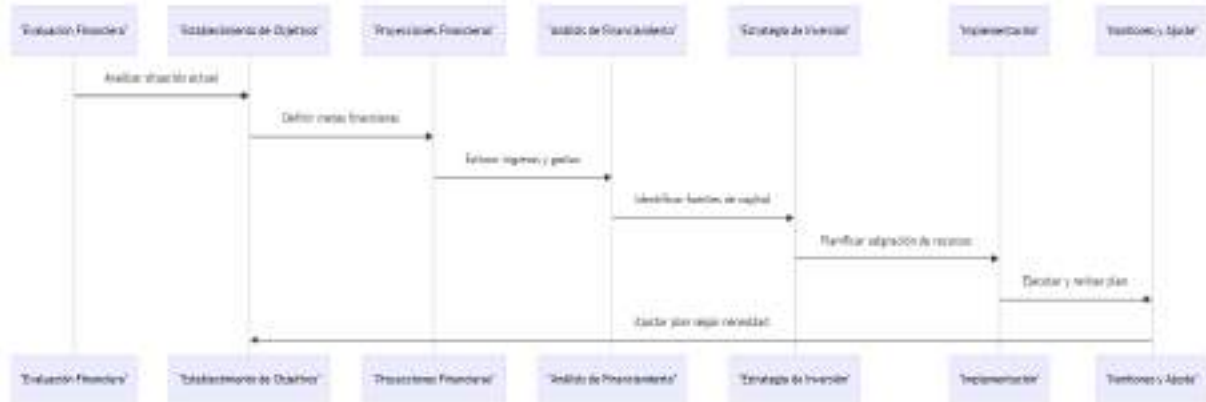 "Evaluación Financiera" "Establecimiento de Objetivos" "Proyecciones Financieras" "Análisis de Financiamiento" "Estrategia de Inversión" "Implementación" "Monitoreo y Ajuste"
Analizar situación actual
Definir metas financieras
Estimar ingresos y gastos
Identificar fuentes de capital
Planificar asignación de recursos
Ejecutar y revisar plan
Ajustar plan según necesidad
"Evaluación Financiera" "Establecimiento de Objetivos" "Proyecciones Financieras" "Análisis de Financiamiento" "Estrategia de Inversión" "Implementación" "Monitoreo y Ajuste"